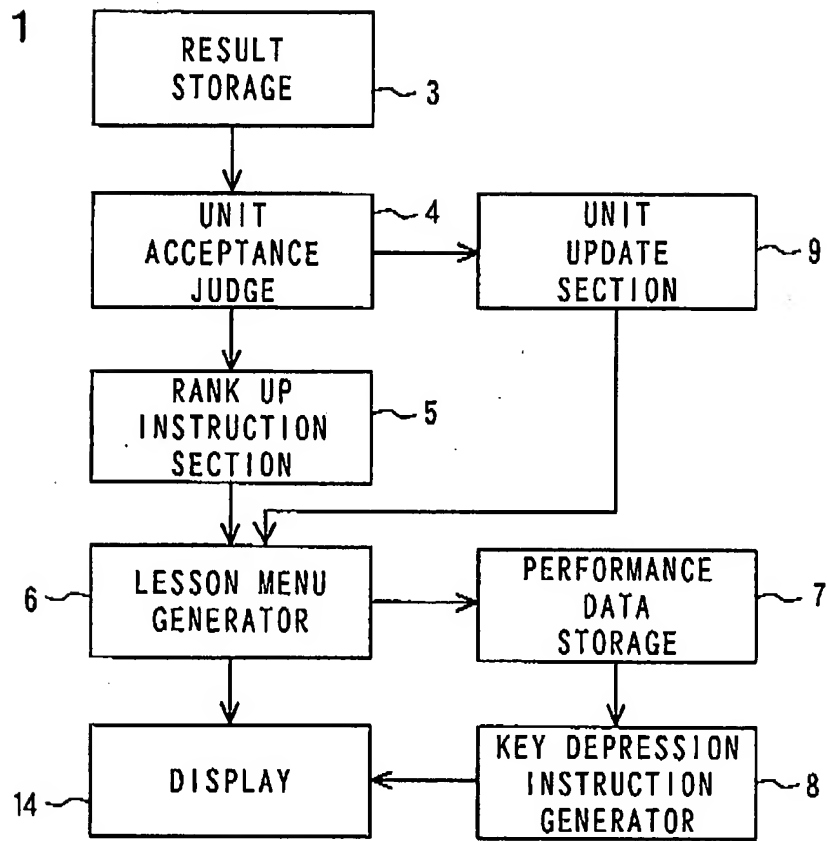 1
RESULT
STORAGE
3
UNIT
ACCEPTANCE
JUDGE
4
UNIT
UPDATE
SECTION
9
RANK UP
INSTRUCTION
SECTION
5
LESSON MENU
GENERATOR
6
PERFORMANCE
DATA
STORAGE
7
DISPLAY
14
KEY DEPRESSION
INSTRUCTION
GENERATOR
8